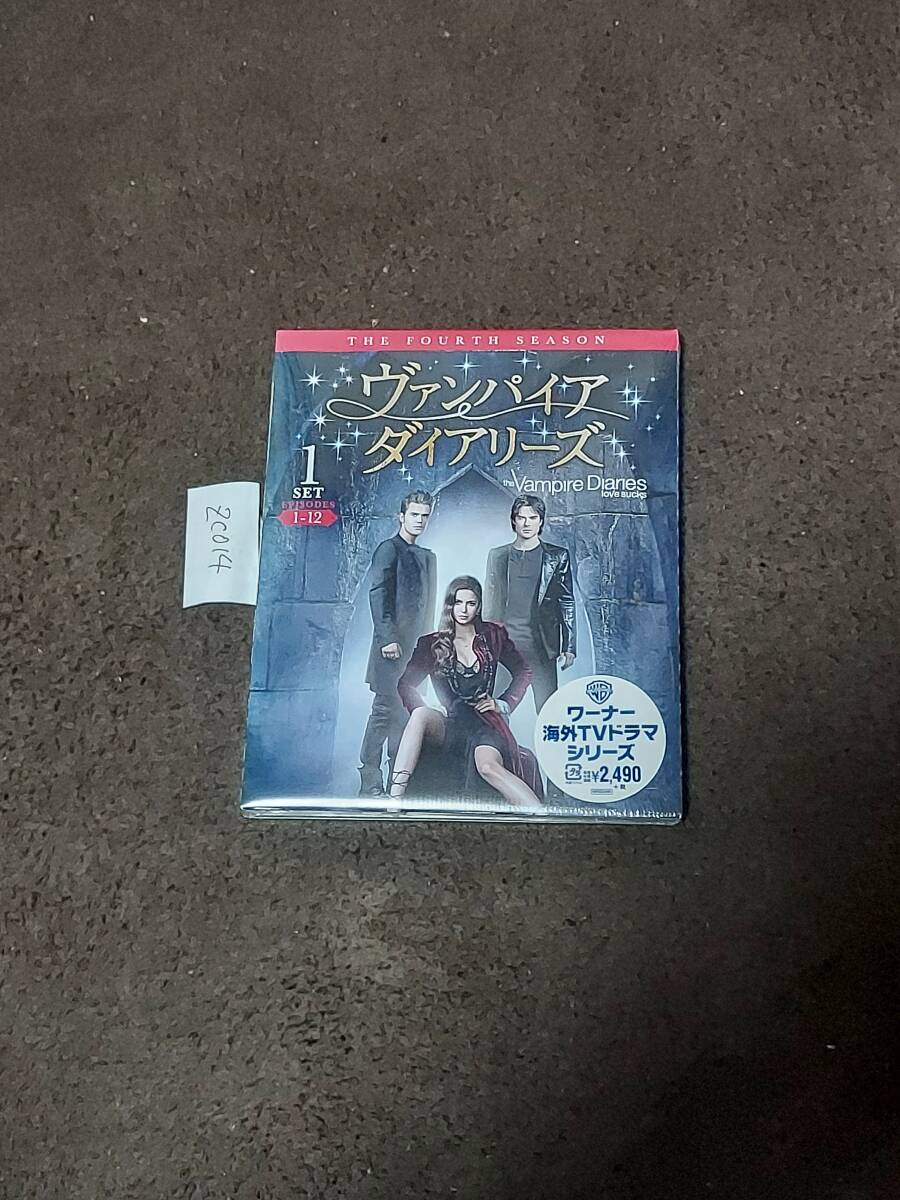 THE FOURTH SEASON
ヴァンパイア
ダイアリーズ
the Vampire Diaries
love sucks
1
SET
EPISODES
1-12
ZC014
WB
ワーナー
海外TVドラマ
シリーズ
¥2,490